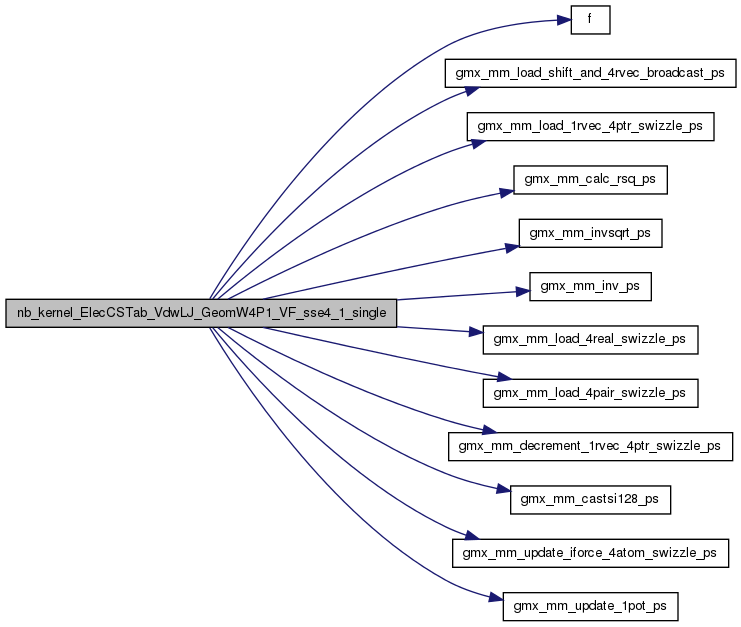 f
gmx_mm_load_shift_and_4rvec_broadcast_ps
gmx_mm_load_1rvec_4ptr_swizzle_ps
gmx_mm_calc_rsq_ps
gmx_mm_invsqrt_ps
gmx_mm_inv_ps
nb_kernel_ElecCSTab_VdwLJ_GeomW4P1_VF_sse4_1_single
gmx_mm_load_4real_swizzle_ps
gmx_mm_load_4pair_swizzle_ps
gmx_mm_decrement_1rvec_4ptr_swizzle_ps
gmx_mm_castsi128_ps
gmx_mm_update_iforce_4atom_swizzle_ps
gmx_mm_update_1pot_ps